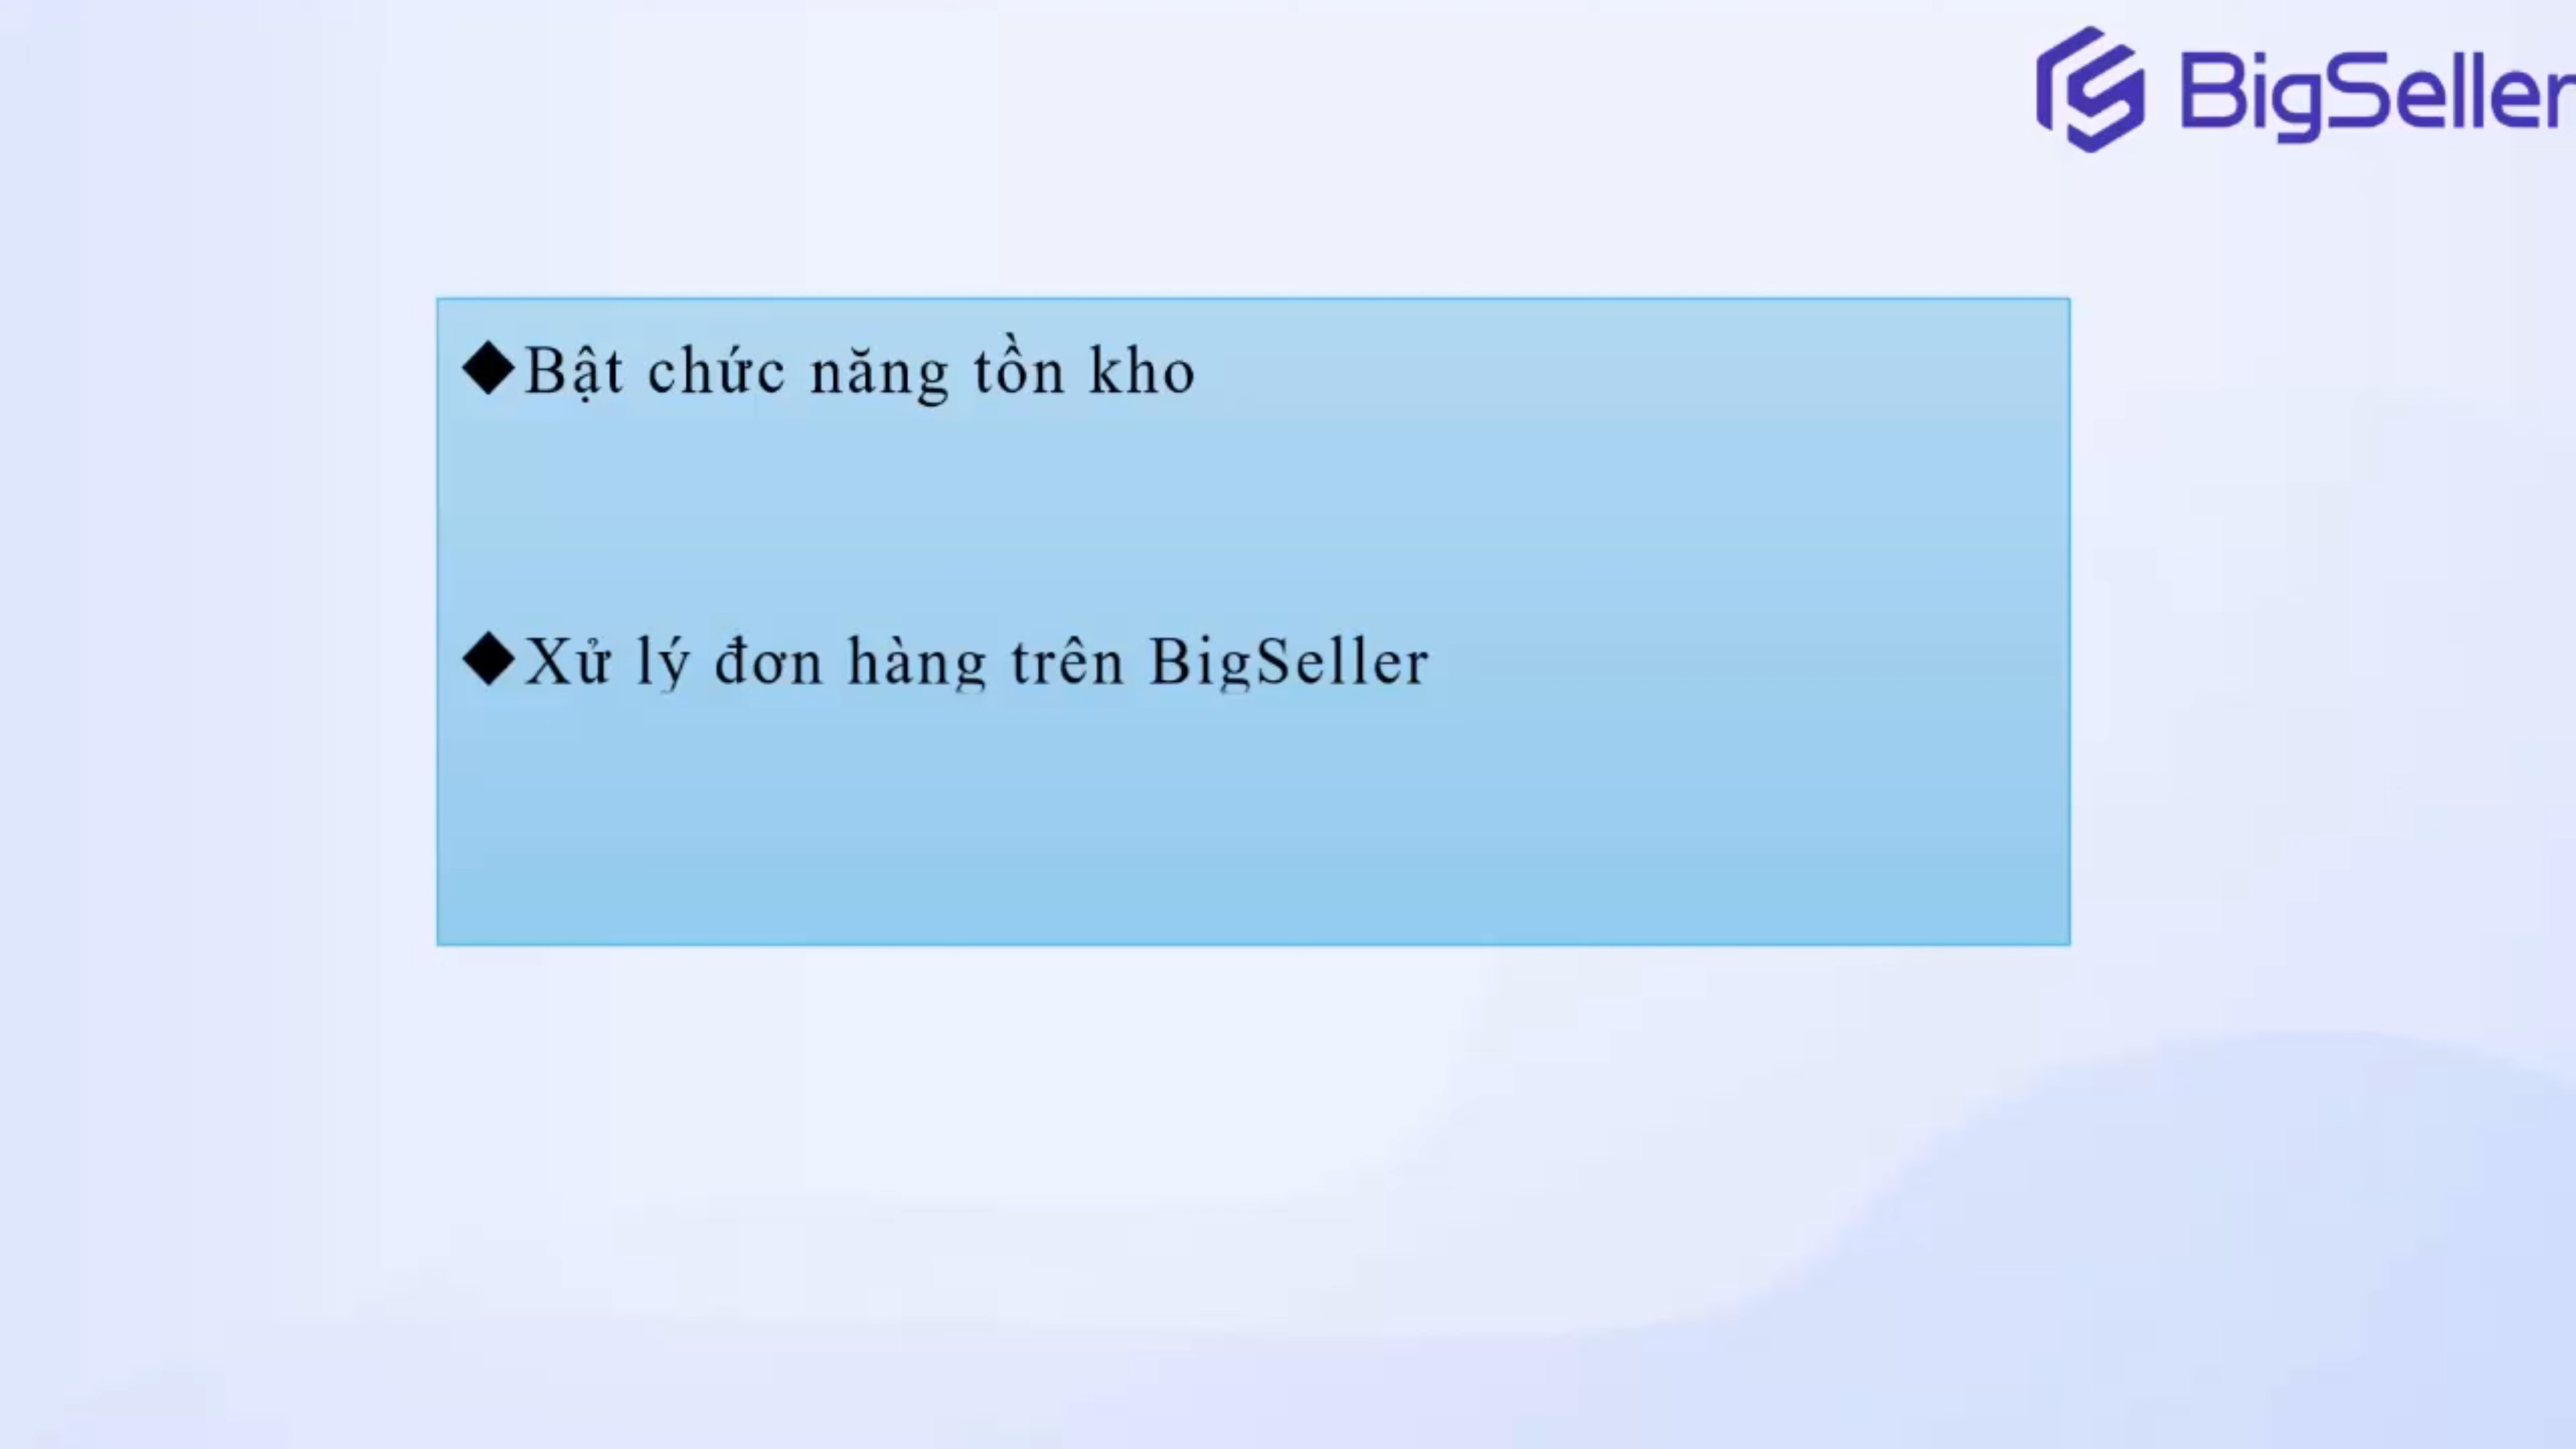 BigSeller
◆Bật chức năng tồn kho
◆Xử lý đơn hàng trên BigSeller